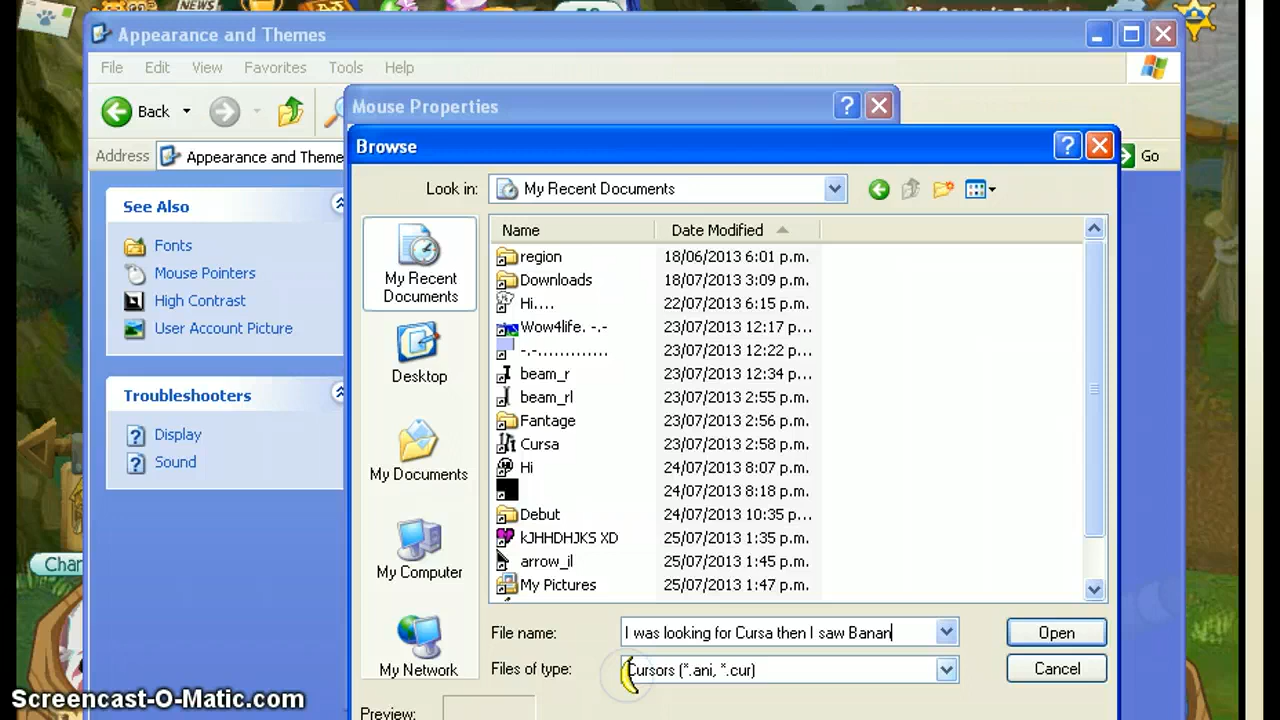 NEWS
Appearance and Themes
File Edit View Favorites Tools Help
Back
Mouse Properties
Address Appearance and Theme
Go
Browse
Look in: My Recent Documents
See Also
Fonts
Mouse Pointers
High Contrast
User Account Picture
Troubleshooters
Display
Sound
Char
My Recent
Documents
Desktop
My Documents
My Computer
My Network
Name Date Modified
region 18/06/2013 6:01 p.m.
Downloads 18/07/2013 3:09 p.m.
Hi.... 22/07/2013 6:15 p.m.
Wow4life. -.- 23/07/2013 12:17 p...
-.-............. 23/07/2013 12:22 p...
beam_r 23/07/2013 12:34 p...
beam_rl 23/07/2013 2:55 p.m.
Fantage 23/07/2013 2:56 p.m.
Cursa 23/07/2013 2:58 p.m.
Hi 24/07/2013 8:07 p.m.
24/07/2013 8:18 p.m.
Debut 24/07/2013 10:35 p...
kJHHDHJKS XD 25/07/2013 1:35 p.m.
arrow_il 25/07/2013 1:45 p.m.
My Pictures 25/07/2013 1:47 p.m.
File name: I was looking for Cursa then I saw Banan
Open
Files of type: Cursors (*.ani, *.cur)
Cancel
Preview:
Screencast-O-Matic.com